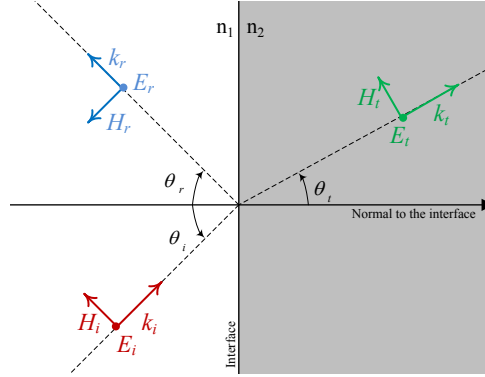 n₁ n₂
kᵣ
Eᵣ
Hᵣ
Hₜ
kₜ
Eₜ
θᵣ
θₜ
Normal to the interface
θᵢ
Hᵢ
kᵢ
Eᵢ
Interface